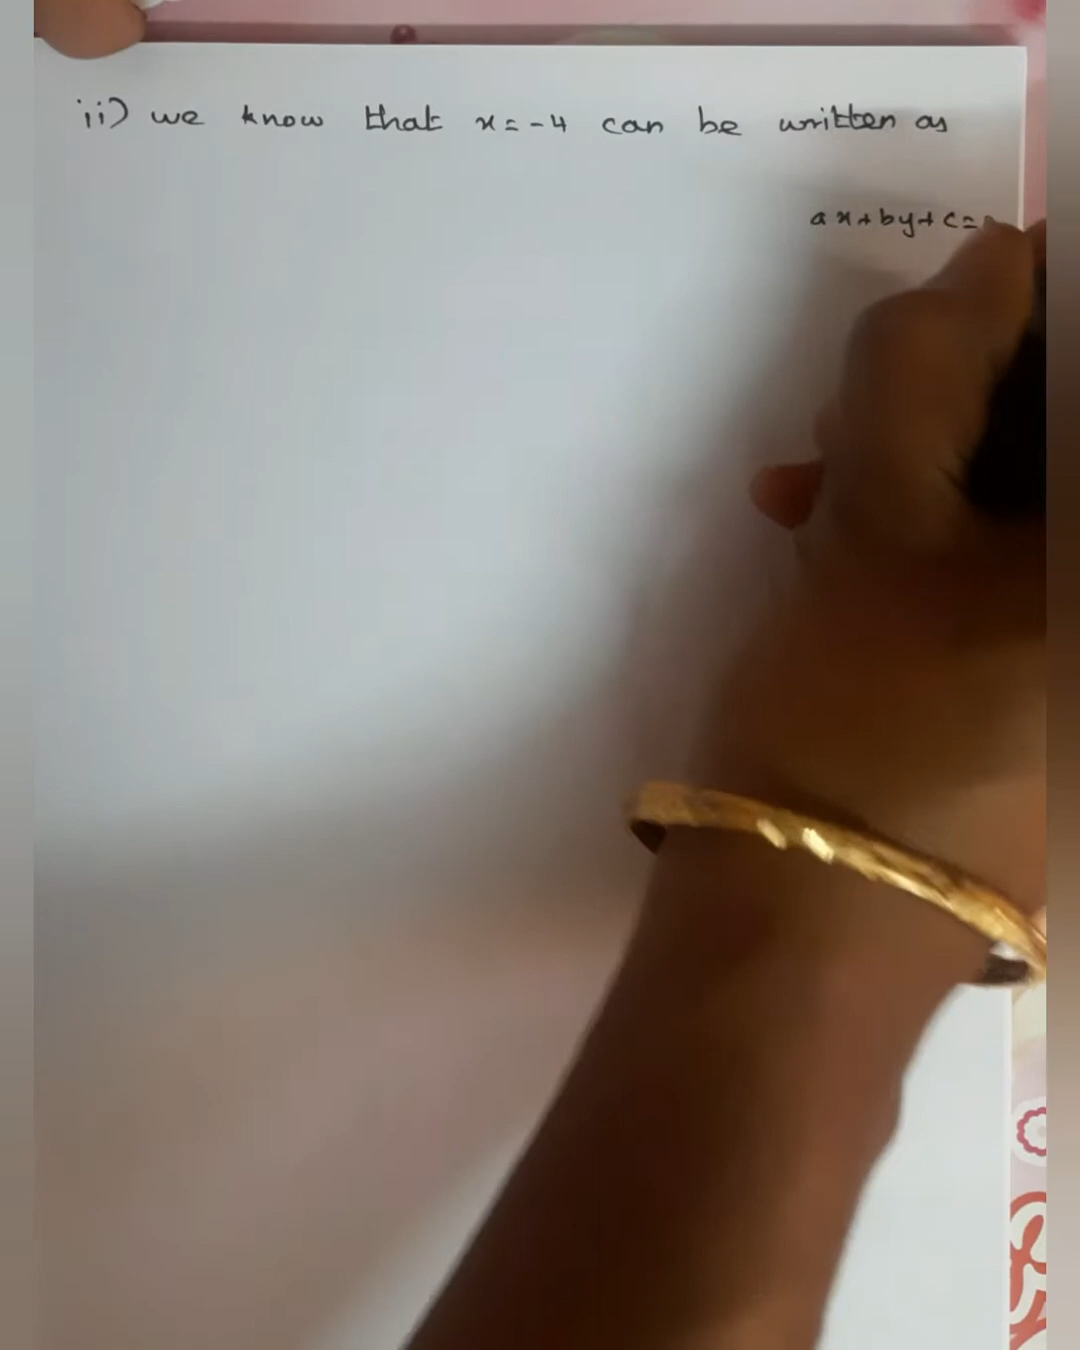 ii) we know that x = -4 can be written as
ax + by + c =